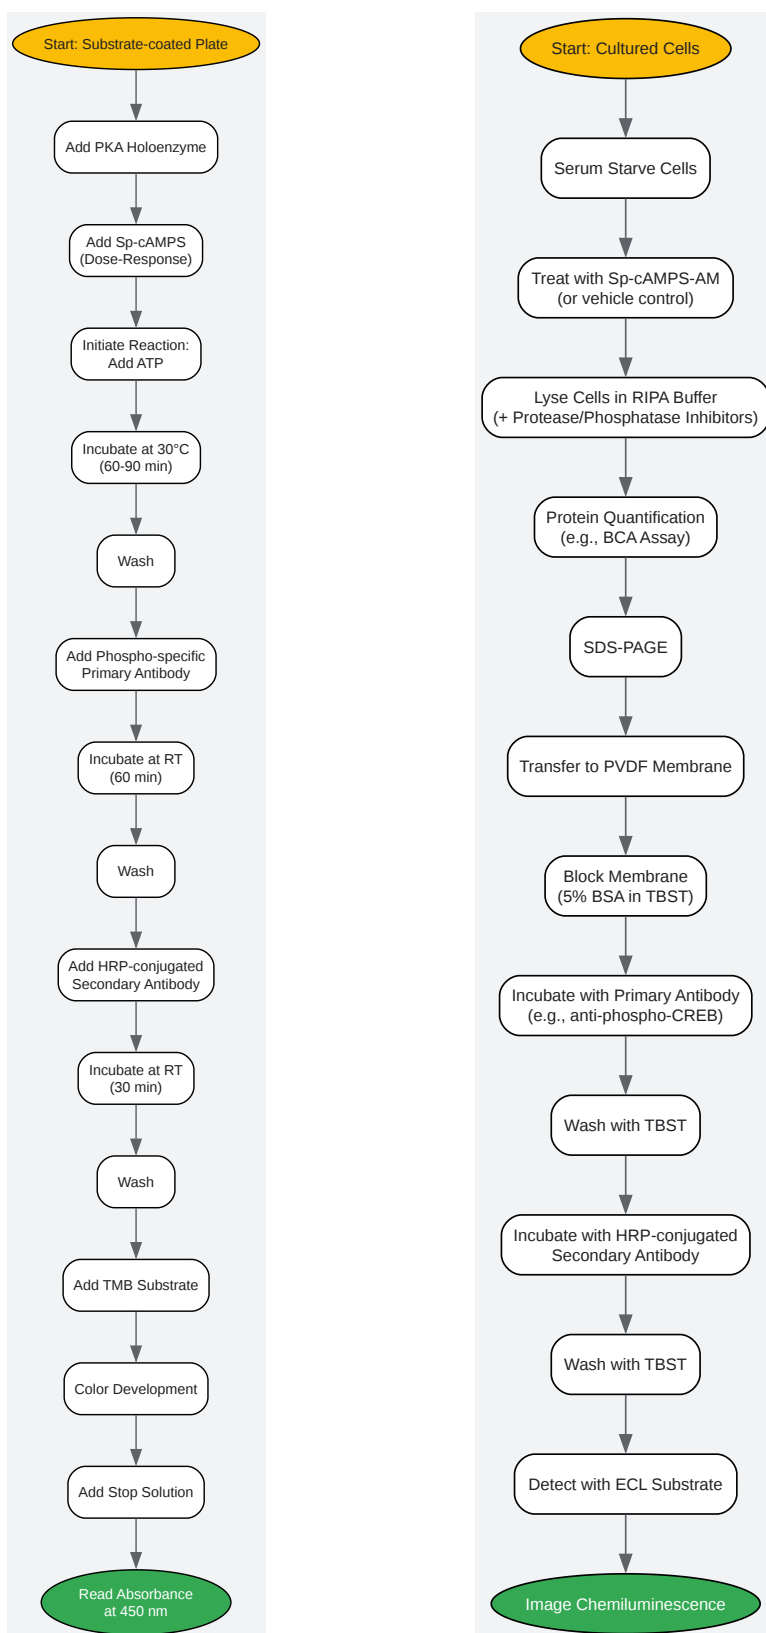 Start: Substrate-coated Plate
Add PKA Holoenzyme
Add Sp-cAMPS
(Dose-Response)
Initiate Reaction:
Add ATP
Incubate at 30°C
(60-90 min)
Wash
Add Phospho-specific
Primary Antibody
Incubate at RT
(60 min)
Wash
Add HRP-conjugated
Secondary Antibody
Incubate at RT
(30 min)
Wash
Add TMB Substrate
Color Development
Add Stop Solution
Read Absorbance
at 450 nm
Start: Cultured Cells
Serum Starve Cells
Treat with Sp-cAMPS-AM
(or vehicle control)
Lyse Cells in RIPA Buffer
(+ Protease/Phosphatase Inhibitors)
Protein Quantification
(e.g., BCA Assay)
SDS-PAGE
Transfer to PVDF Membrane
Block Membrane
(5% BSA in TBST)
Incubate with Primary Antibody
(e.g., anti-phospho-CREB)
Wash with TBST
Incubate with HRP-conjugated
Secondary Antibody
Wash with TBST
Detect with ECL Substrate
Image Chemiluminescence